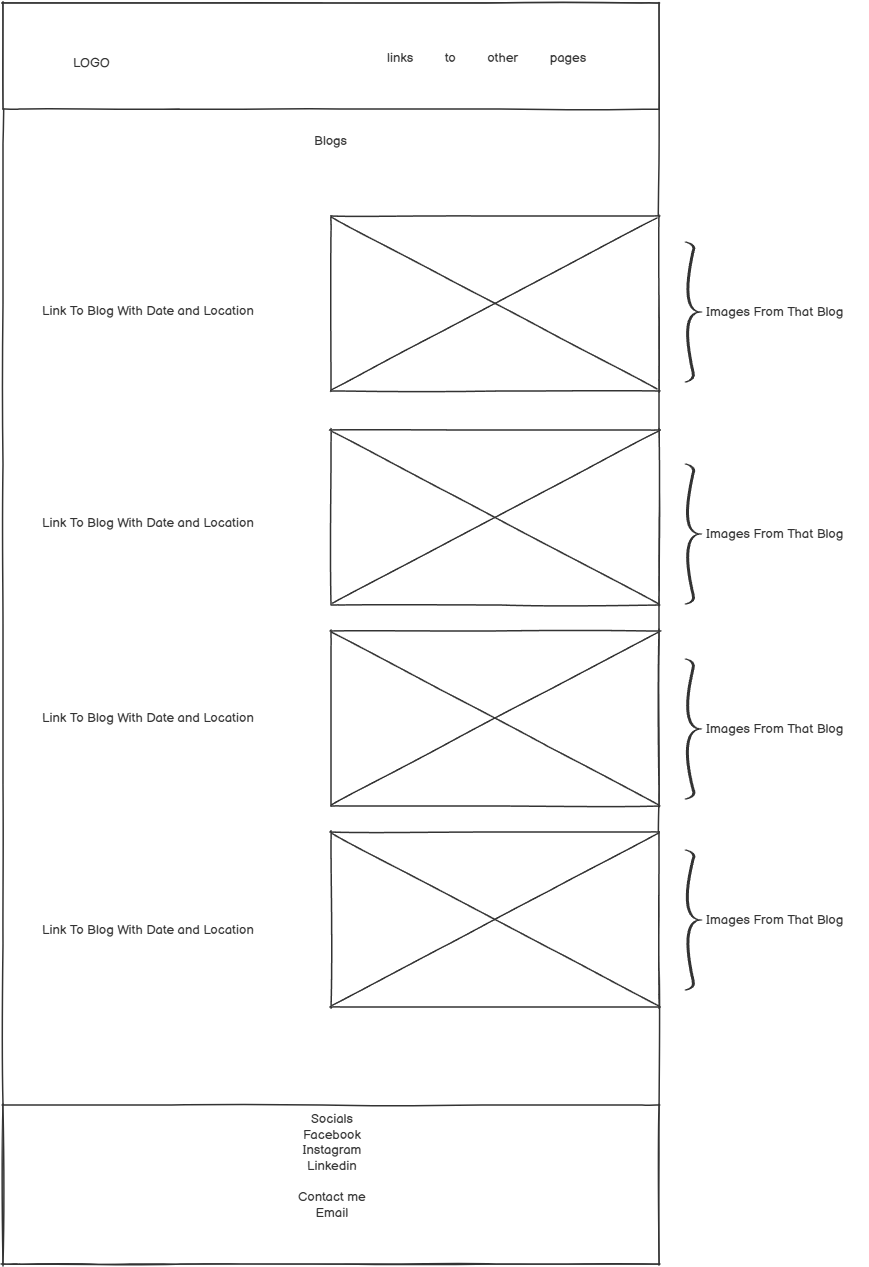 LOGO
links to other pages
Blogs
Link To Blog With Date and Location
Images From That Blog
Link To Blog With Date and Location
Images From That Blog
Link To Blog With Date and Location
Images From That Blog
Link To Blog With Date and Location
Images From That Blog
Socials
Facebook
Instagram
Linkedin
Contact me
Email